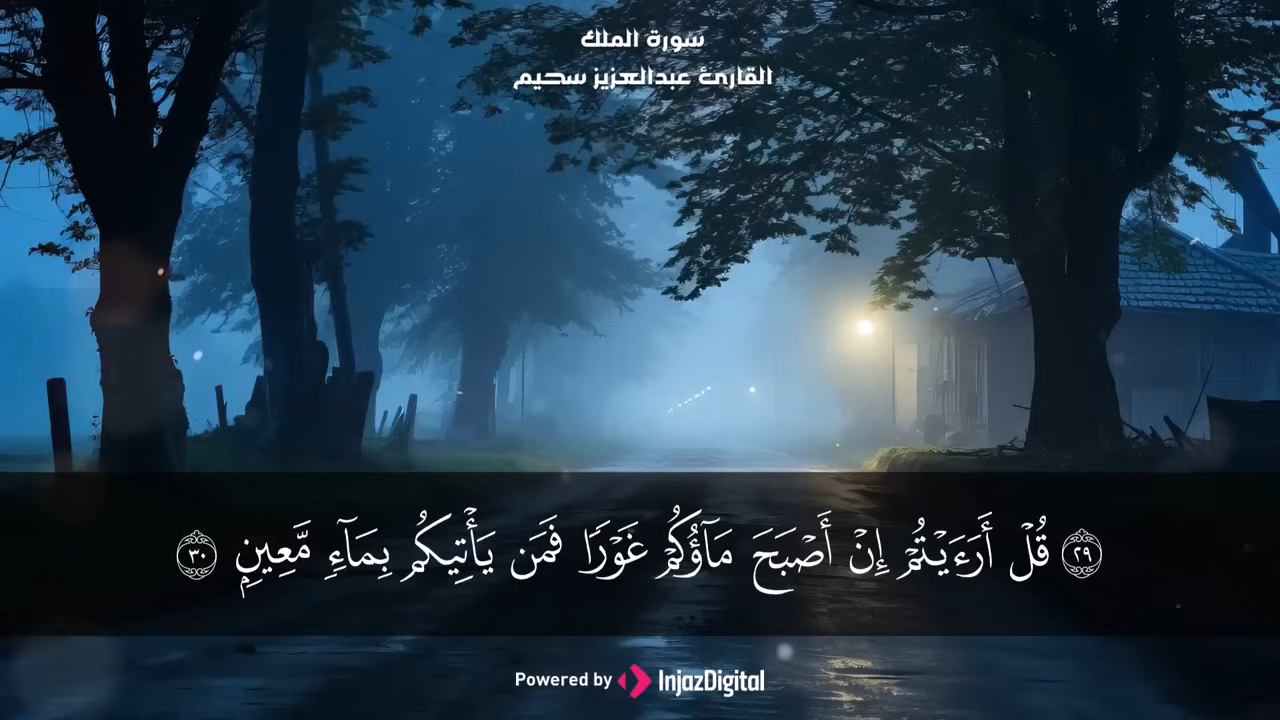 سورة الملك
القارئ عبدالعزيز سحيم
٢٩ قُلْ أَرَءَيْتُمْ إِنْ أَصْبَحَ مَآؤُكُمْ غَوْرًا فَمَن يَأْتِيكُم بِمَآءٍ مَّعِينٍۭ ٣٠
Powered by InjazDigital